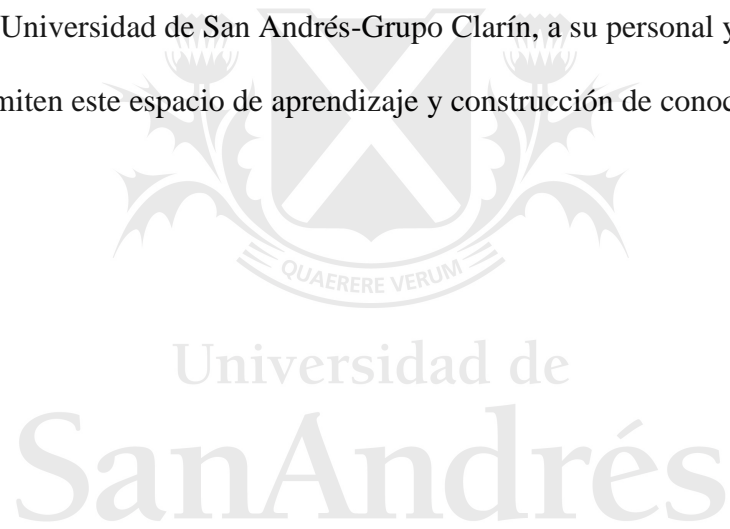 Universidad de San Andrés-Grupo Clarín, a su personal y
miten este espacio de aprendizaje y construcción de conoc
QUAERERE VERUM
Universidad de
SanAndrés